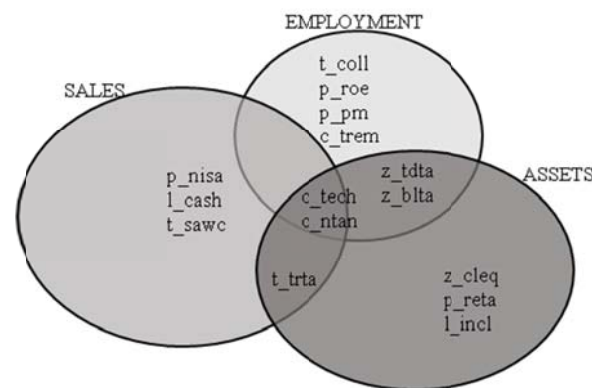 EMPLOYMENT
t_coll
p_roe
p_pm
c_trem
SALES
p_nisa
l_cash
t_sawc
z_tdta
z_blta
ASSETS
c_tech
c_ntan
t_trta
z_cleq
p_reta
l_incl